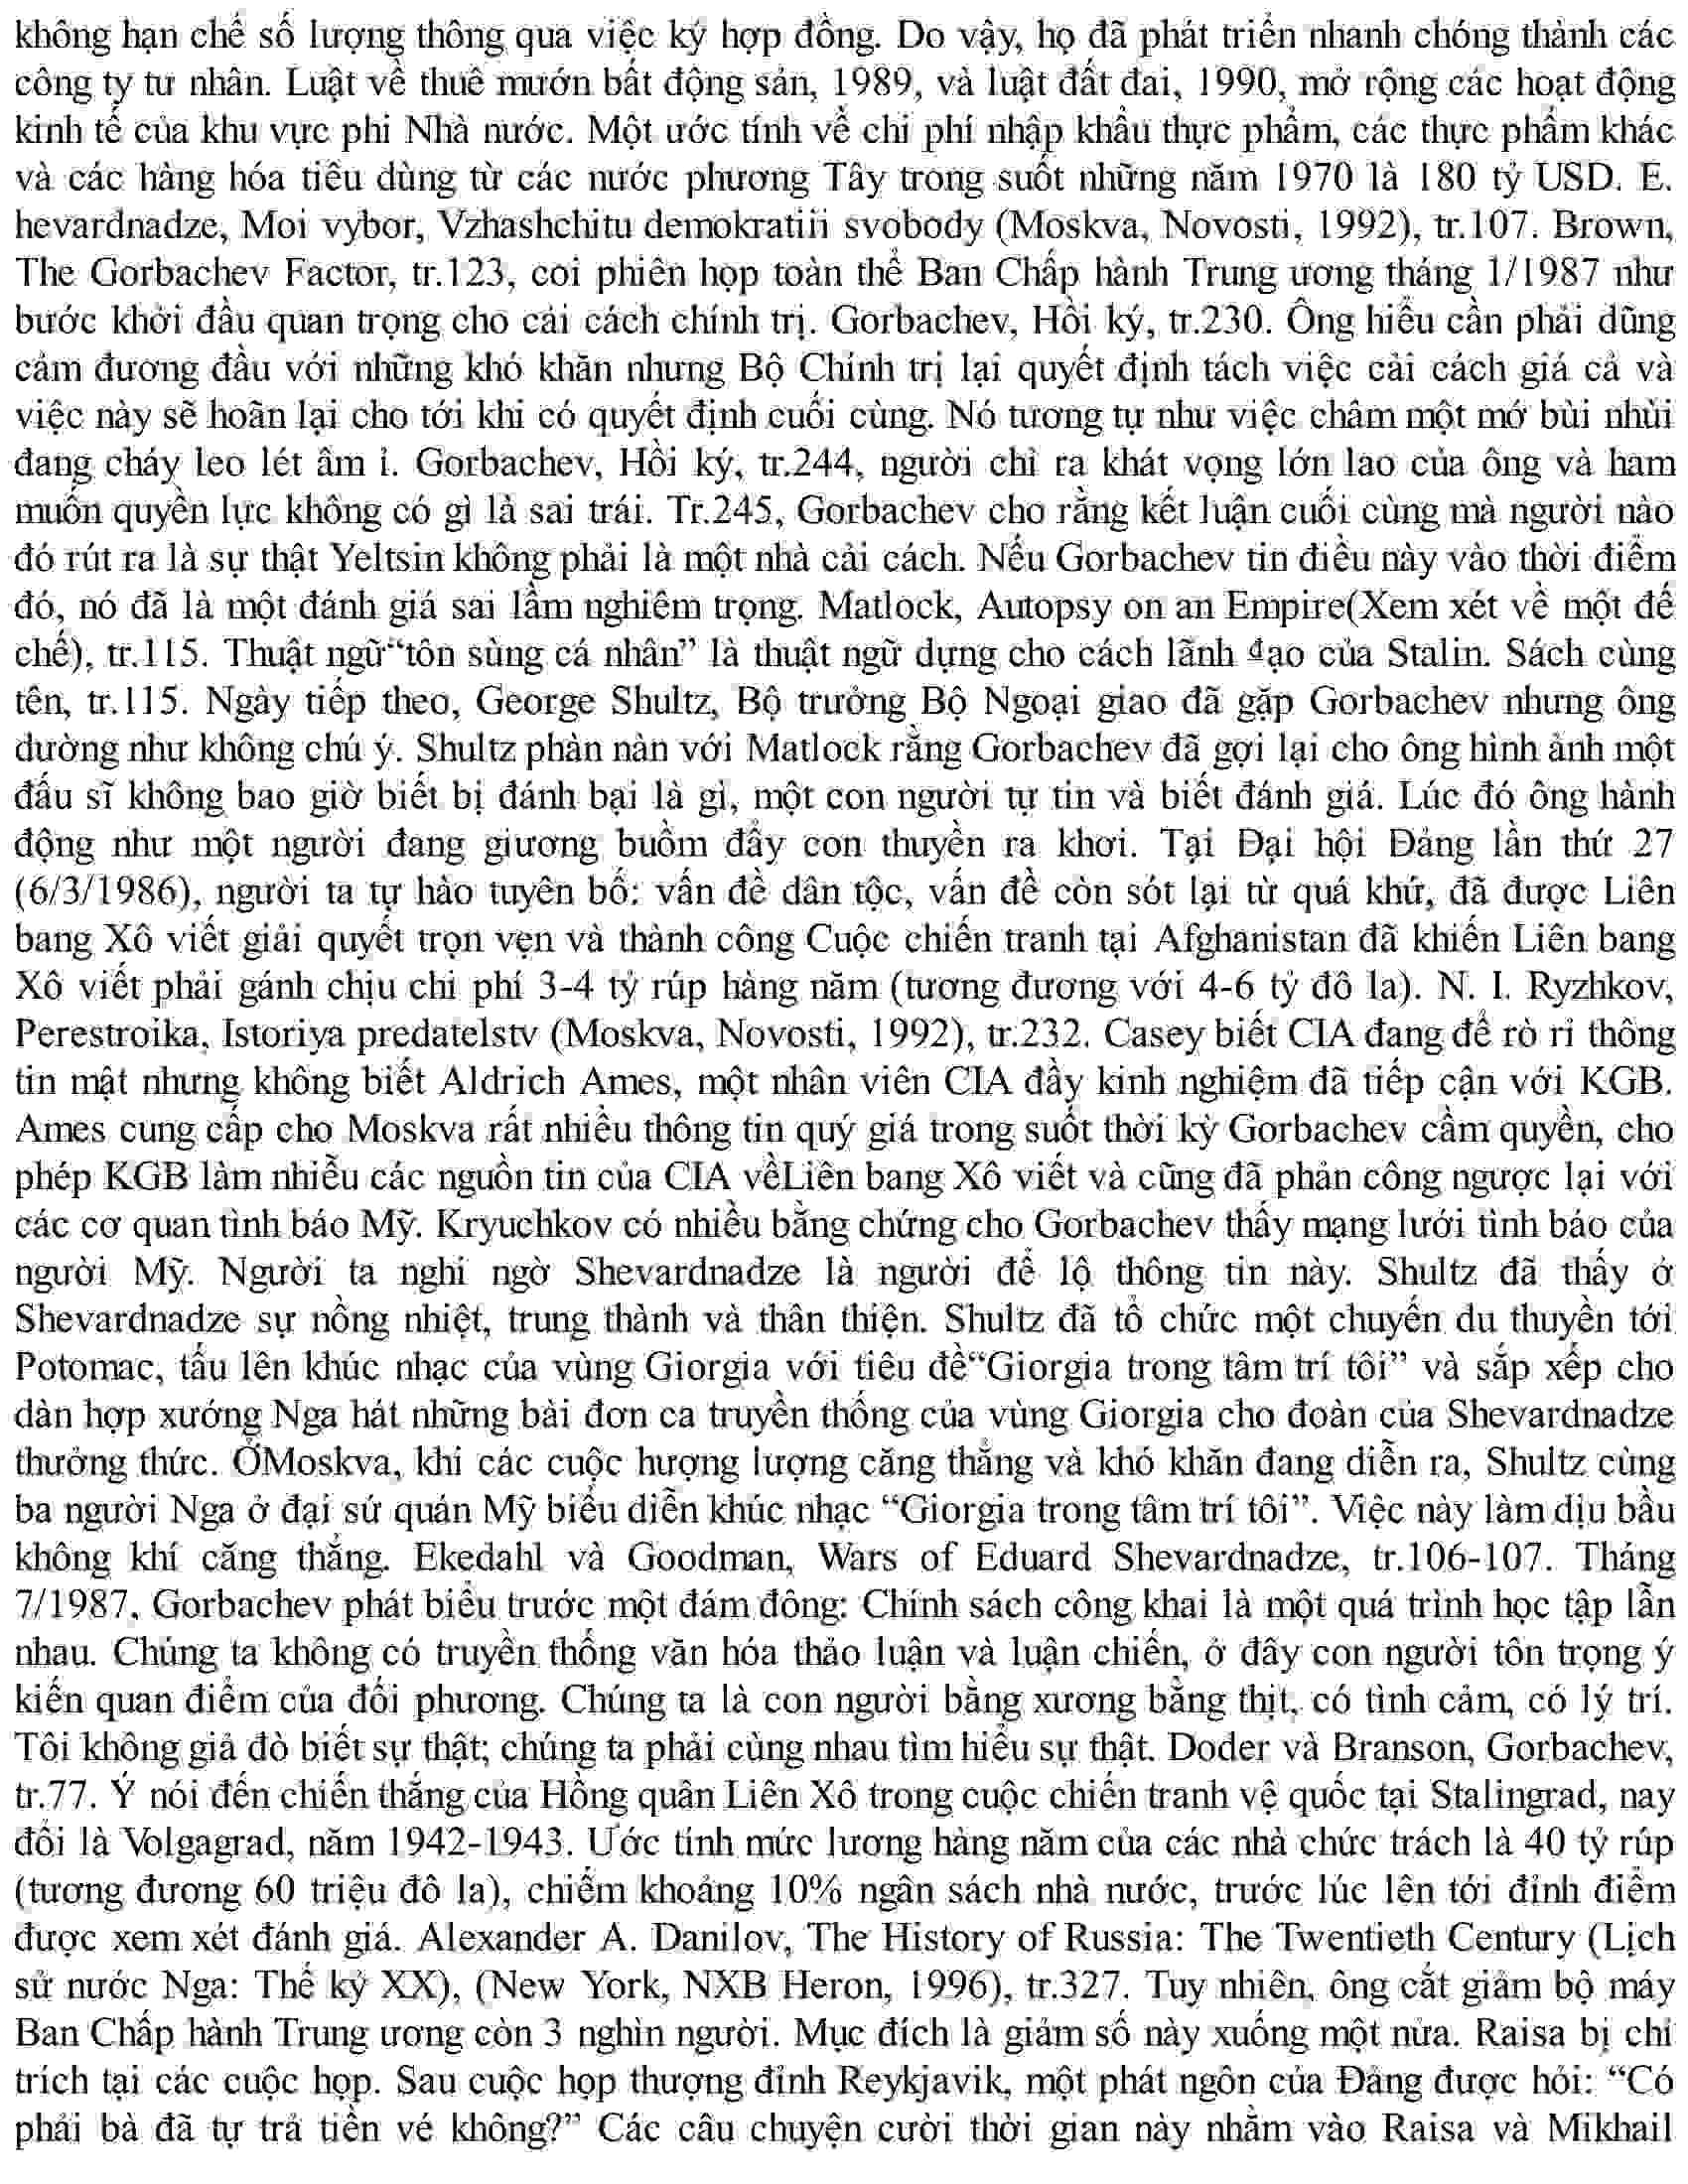 không hạn chế số lượng thông qua việc ký hợp đồng. Do vậy, họ đã phát triển nhanh chóng thành các
công ty tư nhân. Luật về thuê mướn bất động sản, 1989, và luật đất đai, 1990, mở rộng các hoạt động
kinh tế của khu vực phi Nhà nước. Một ước tính về chi phí nhập khẩu thực phẩm, các thực phẩm khác
và các hàng hóa tiêu dùng từ các nước phương Tây trong suốt những năm 1970 là 180 tỷ USD. E.
hevardnadze, Moi vybor, Vzhashchitu demokratiii svobody (Moskva, Novosti, 1992), tr.107. Brown,
The Gorbachev Factor, tr.123, coi phiên họp toàn thể Ban Chấp hành Trung ương tháng 1/1987 như
bước khởi đầu quan trọng cho cải cách chính trị. Gorbachev, Hồi ký, tr.230. Ông hiểu cần phải dũng
cảm đương đầu với những khó khăn nhưng Bộ Chính trị lại quyết định tách việc cải cách giá cả và
việc này sẽ hoãn lại cho tới khi có quyết định cuối cùng. Nó tương tự như việc châm một mớ bùi nhùi
đang cháy leo lét âm ỉ. Gorbachev, Hồi ký, tr.244, người chỉ ra khát vọng lớn lao của ông và ham
muốn quyền lực không có gì là sai trái. Tr.245, Gorbachev cho rằng kết luận cuối cùng mà người nào
đó rút ra là sự thật Yeltsin không phải là một nhà cải cách. Nếu Gorbachev tin điều này vào thời điểm
đó, nó đã là một đánh giá sai lầm nghiêm trọng. Matlock, Autopsy on an Empire(Xem xét về một đế
chế), tr.115. Thuật ngữ“tôn sùng cá nhân” là thuật ngữ dựng cho cách lãnh đạo của Stalin. Sách cùng
tên, tr.115. Ngày tiếp theo, George Shultz, Bộ trưởng Bộ Ngoại giao đã gặp Gorbachev nhưng ông
dường như không chú ý. Shultz phàn nàn với Matlock rằng Gorbachev đã gợi lại cho ông hình ảnh một
đấu sĩ không bao giờ biết bị đánh bại là gì, một con người tự tin và biết đánh giá. Lúc đó ông hành
động như một người đang giương buồm đẩy con thuyền ra khơi. Tại Đại hội Đảng lần thứ 27
(6/3/1986), người ta tự hào tuyên bố: vấn đề dân tộc, vấn đề còn sót lại từ quá khứ, đã được Liên
bang Xô viết giải quyết trọn vẹn và thành công Cuộc chiến tranh tại Afghanistan đã khiến Liên bang
Xô viết phải gánh chịu chi phí 3-4 tỷ rúp hàng năm (tương đương với 4-6 tỷ đô la). N. I. Ryzhkov,
Perestroika, Istoriya predatelstv (Moskva, Novosti, 1992), tr.232. Casey biết CIA đang để rò rỉ thông
tin mật nhưng không biết Aldrich Ames, một nhân viên CIA đầy kinh nghiệm đã tiếp cận với KGB.
Ames cung cấp cho Moskva rất nhiều thông tin quý giá trong suốt thời kỳ Gorbachev cầm quyền, cho
phép KGB làm nhiễu các nguồn tin của CIA vềLiên bang Xô viết và cũng đã phản công ngược lại với
các cơ quan tình báo Mỹ. Kryuchkov có nhiều bằng chứng cho Gorbachev thấy mạng lưới tình báo của
người Mỹ. Người ta nghi ngờ Shevardnadze là người để lộ thông tin này. Shultz đã thấy ở
Shevardnadze sự nồng nhiệt, trung thành và thân thiện. Shultz đã tổ chức một chuyến du thuyền tới
Potomac, tấu lên khúc nhạc của vùng Giorgia với tiêu đề“Giorgia trong tâm trí tôi” và sắp xếp cho
dàn hợp xướng Nga hát những bài đơn ca truyền thống của vùng Giorgia cho đoàn của Shevardnadze
thưởng thức. ỞMoskva, khi các cuộc hượng lượng căng thẳng và khó khăn đang diễn ra, Shultz cùng
ba người Nga ở đại sứ quán Mỹ biểu diễn khúc nhạc “Giorgia trong tâm trí tôi”. Việc này làm dịu bầu
không khí căng thẳng. Ekedahl và Goodman, Wars of Eduard Shevardnadze, tr.106-107. Tháng
7/1987, Gorbachev phát biểu trước một đám đông: Chính sách công khai là một quá trình học tập lẫn
nhau. Chúng ta không có truyền thống văn hóa thảo luận và luận chiến, ở đây con người tôn trọng ý
kiến quan điểm của đối phương. Chúng ta là con người bằng xương bằng thịt, có tình cảm, có lý trí.
Tôi không giả đò biết sự thật; chúng ta phải cùng nhau tìm hiểu sự thật. Doder và Branson, Gorbachev,
tr.77. Ý nói đến chiến thắng của Hồng quân Liên Xô trong cuộc chiến tranh vệ quốc tại Stalingrad, nay
đổi là Volgagrad, năm 1942-1943. Ước tính mức lương hàng năm của các nhà chức trách là 40 tỷ rúp
(tương đương 60 triệu đô la), chiếm khoảng 10% ngân sách nhà nước, trước lúc lên tới đỉnh điểm
được xem xét đánh giá. Alexander A. Danilov, The History of Russia: The Twentieth Century (Lịch
sử nước Nga: Thế kỷ XX), (New York, NXB Heron, 1996), tr.327. Tuy nhiên, ông cắt giảm bộ máy
Ban Chấp hành Trung ương còn 3 nghìn người. Mục đích là giảm số này xuống một nửa. Raisa bị chỉ
trích tại các cuộc họp. Sau cuộc họp thượng đỉnh Reykjavik, một phát ngôn của Đảng được hỏi: “Có
phải bà đã tự trả tiền vé không?” Các câu chuyện cười thời gian này nhằm vào Raisa và Mikhail